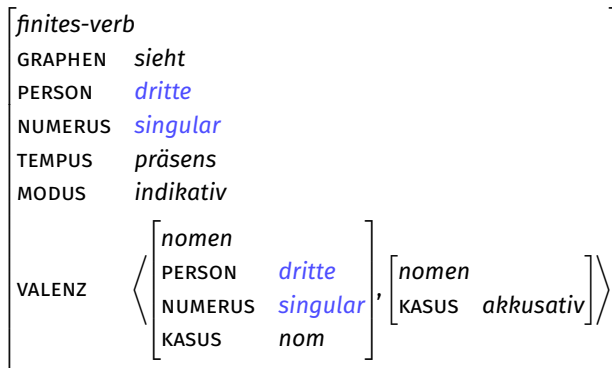 finites-verb
GRAPHEN sieht
PERSON dritte
NUMERUS singular
TEMPUS präsens
MODUS indikativ
nomen
PERSON dritte nomen
VALENZ ⟨ , ⟩
NUMERUS singular KASUS akkusativ
KASUS nom